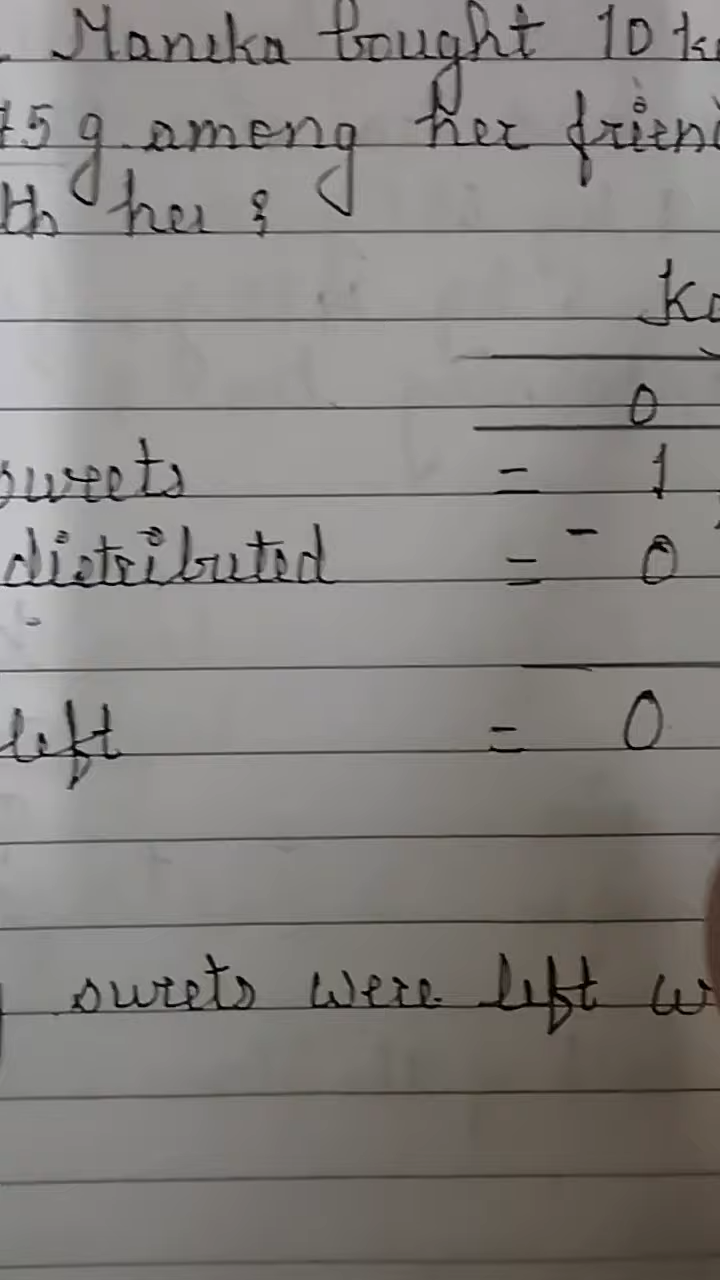 . Manika bought 10 k
75 g among her frien
th her ?
K
0
sweets = 1
distributed = - 0
left = 0
sweets were left w